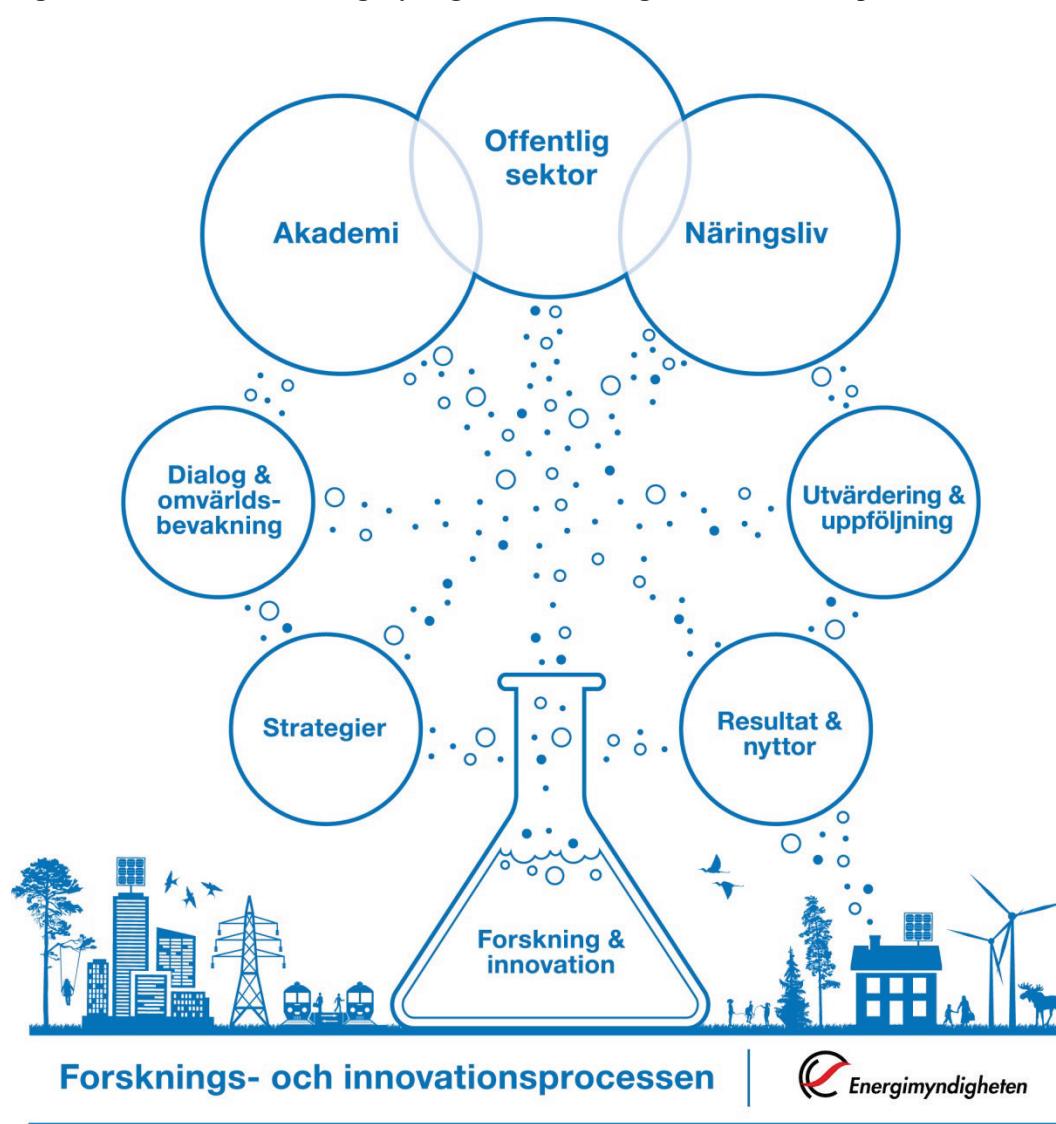 Offentlig
sektor
Akademi
Näringsliv
Dialog &
omvärlds-
bevakning
Utvärdering &
uppföljning
Strategier
Resultat &
nyttor
Forskning &
innovation
Forsknings- och innovationsprocessen
Energimyndigheten